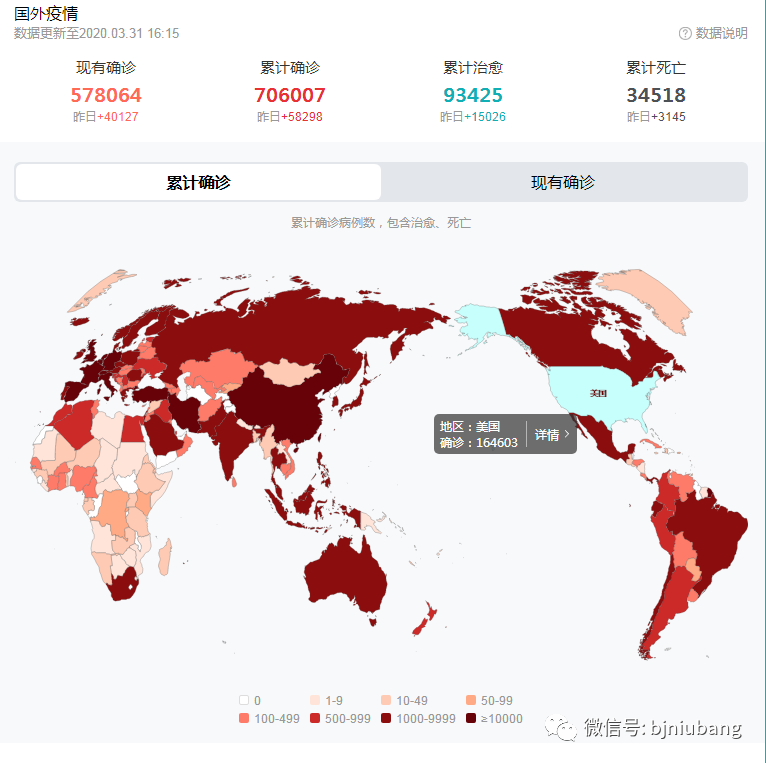 国外疫情
数据更新至2020.03.31 16:15
? 数据说明
现有确诊 累计确诊 累计治愈 累计死亡
578064 706007 93425 34518
昨日+40127 昨日+58298 昨日+15026 昨日+3145
累计确诊 现有确诊
累计确诊病例数，包含治愈、死亡
美国
地区：美国
确诊：164603
详情 >
0 1-9 10-49 50-99
100-499 500-999 1000-9999 ≥10000
微信号: bjniubang